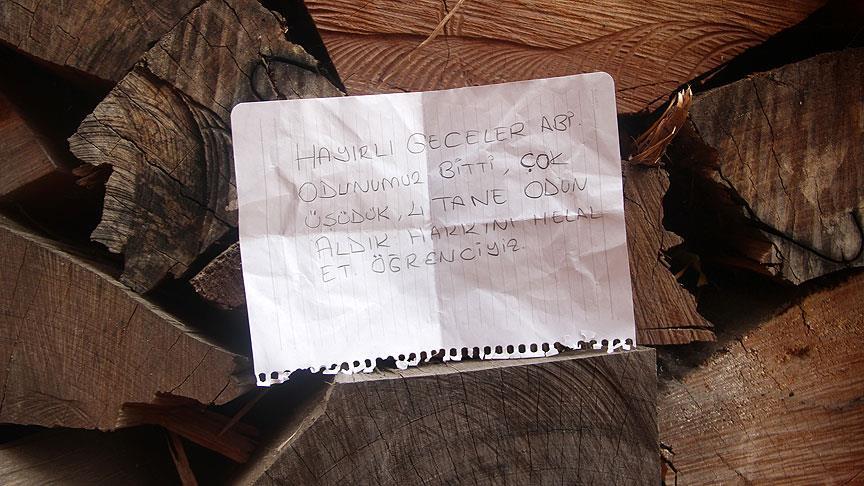 HAYIRLI GECELER ABİ.
ODUNUMUZ BİTTİ, ÇOK
ÜŞÜDÜK, 4 TANE ODUN
ALDIK HAKKINI HELAL
ET. ÖĞRENCİYİZ.